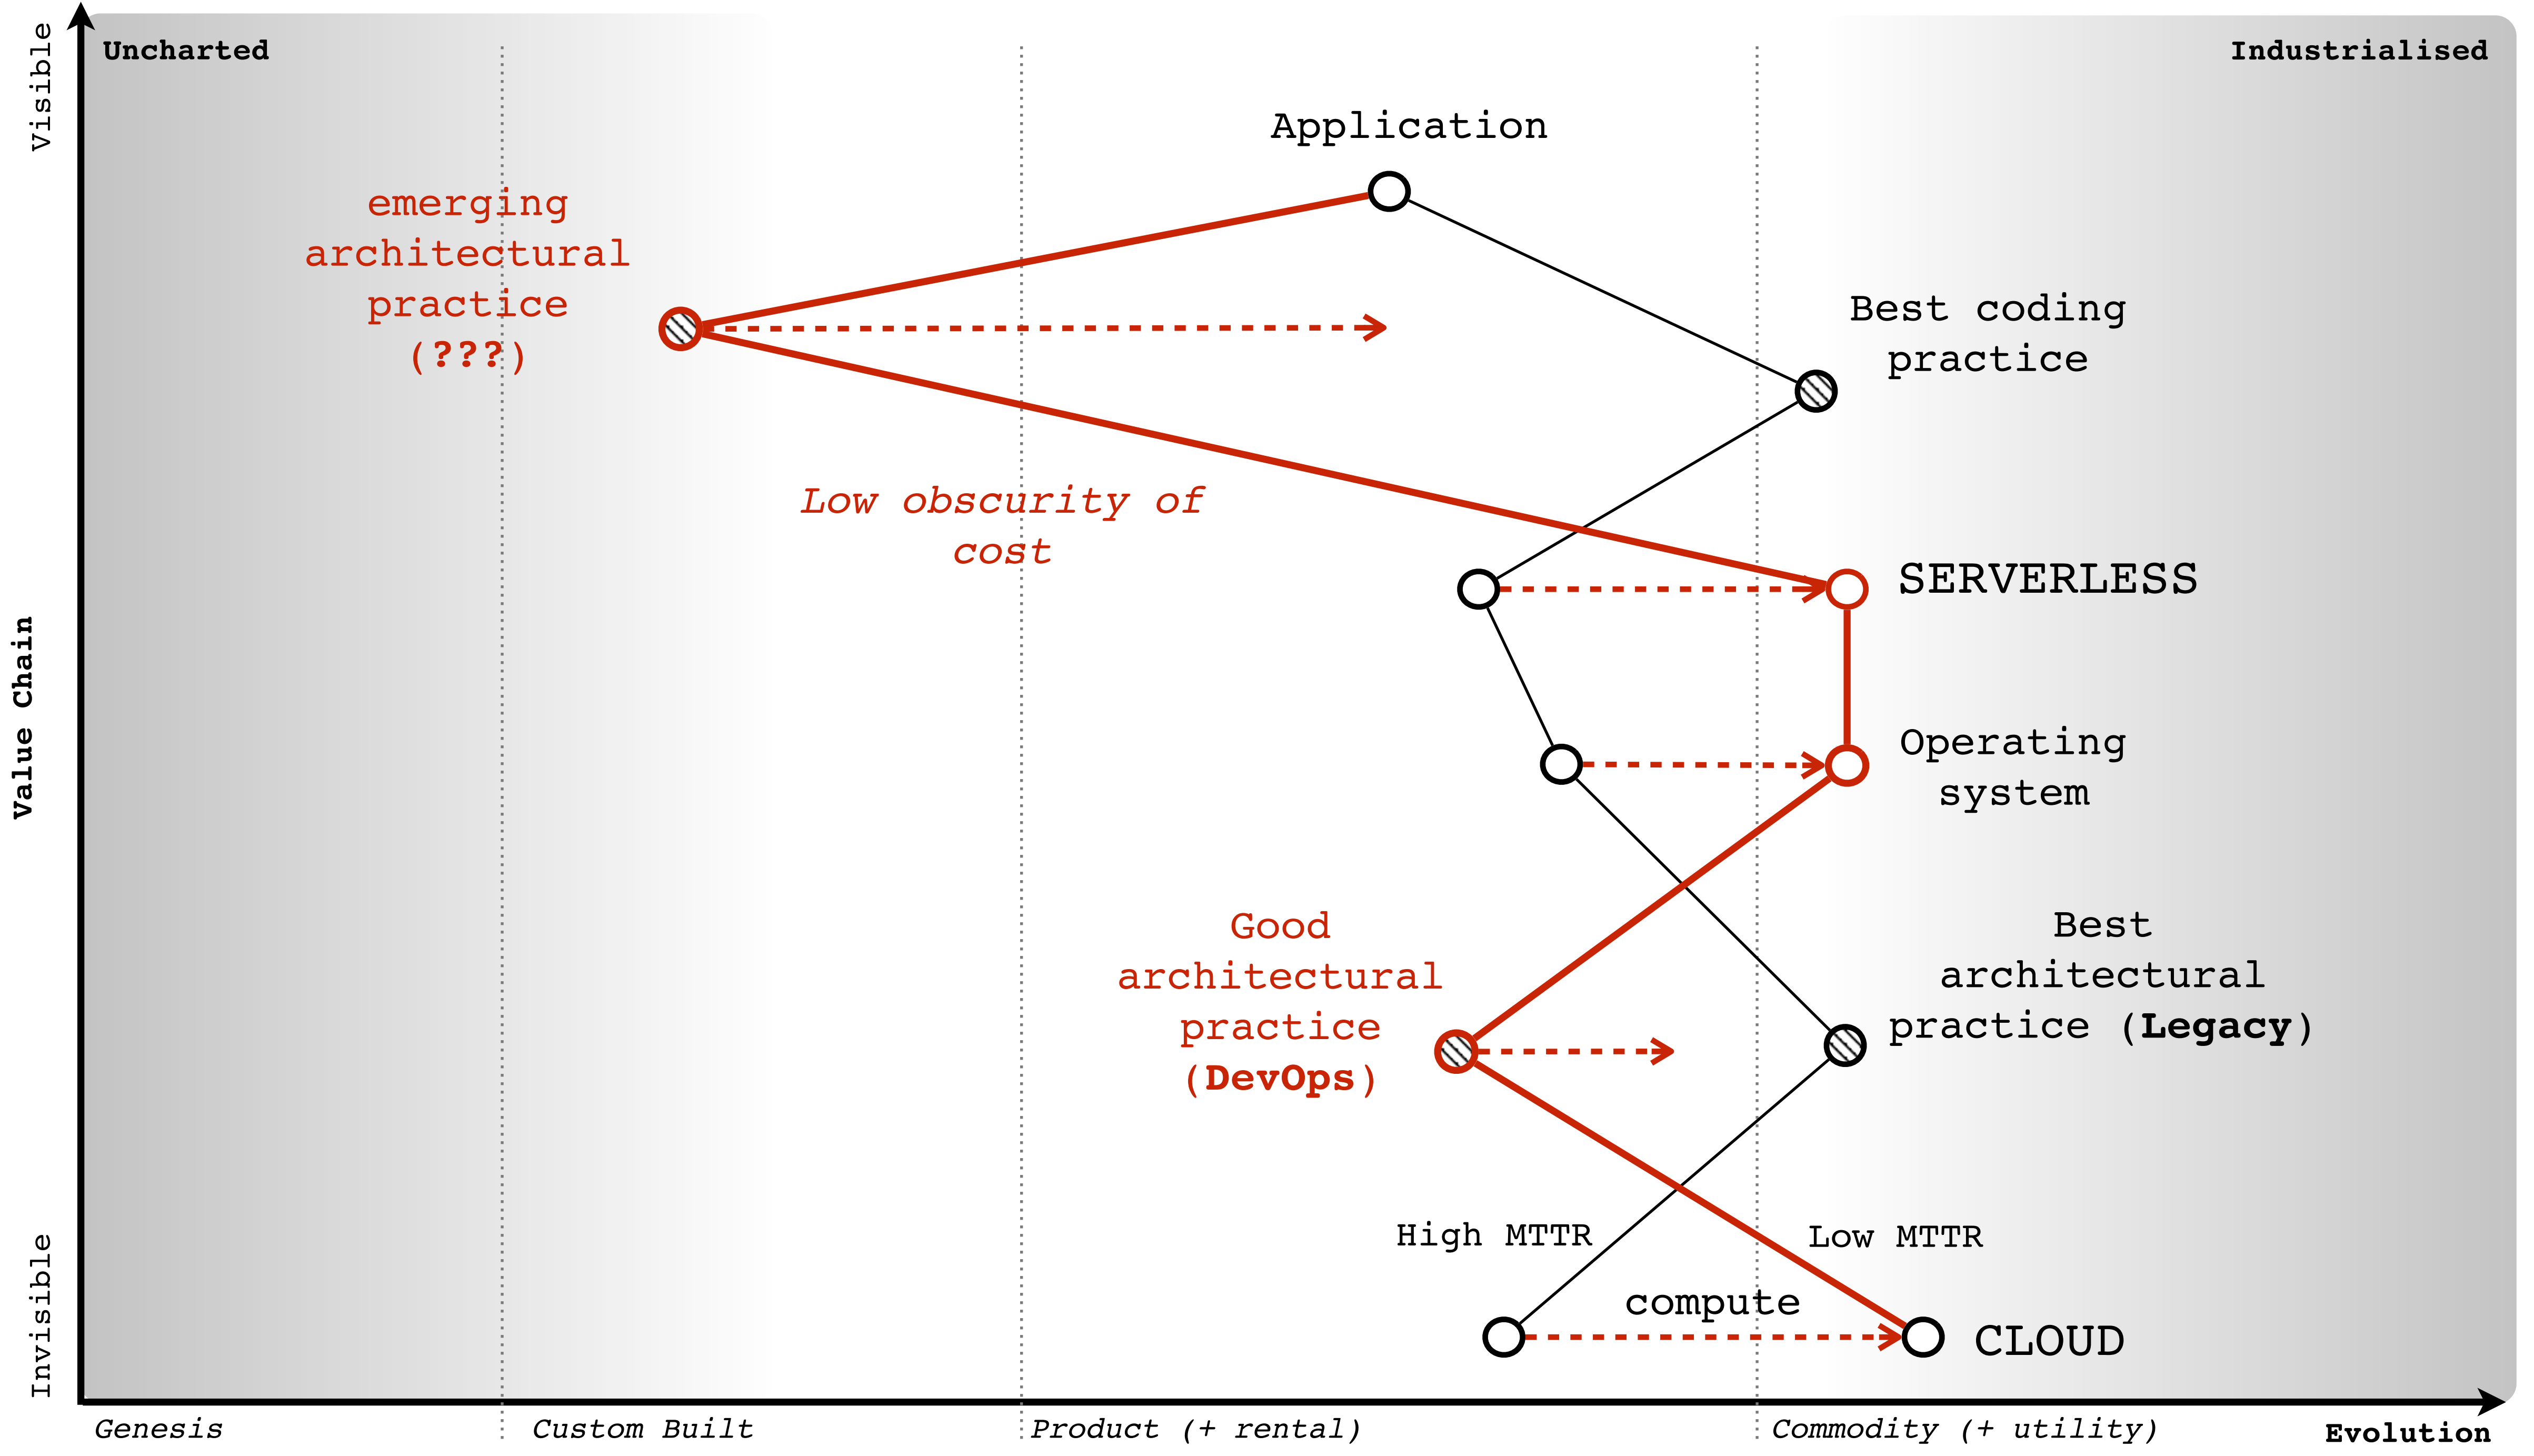 Uncharted
Industrialised
Visible
Value Chain
Invisible
Application
emerging
architectural
practice
(???)
Best coding
practice
Low obscurity of
cost
SERVERLESS
Operating
system
Good
architectural
practice
(DevOps)
Best
architectural
practice (Legacy)
High MTTR
Low MTTR
compute
CLOUD
Genesis
Custom Built
Product (+ rental)
Commodity (+ utility)
Evolution